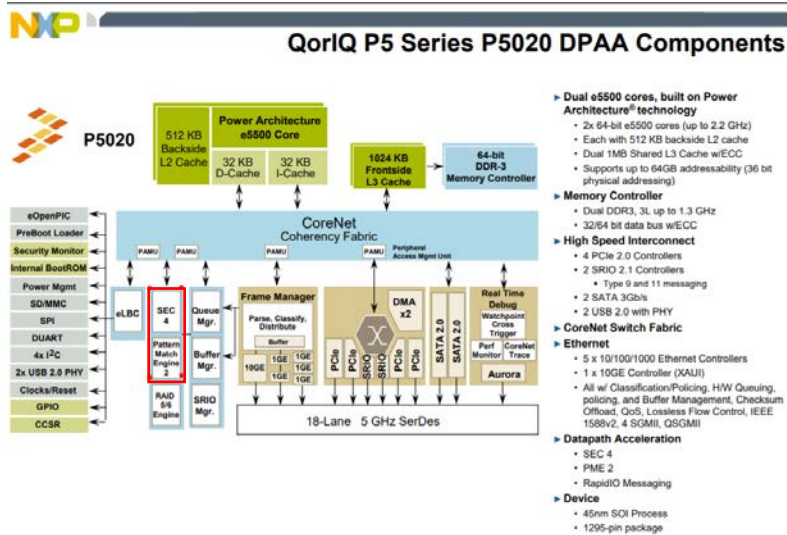 NXP
QorIQ P5 Series P5020 DPAA Components
P5020
512 KB
Backside
L2 Cache
Power Architecture
e5500 Core
32 KB
D-Cache
32 KB
I-Cache
1024 KB
Frontside
L3 Cache
64-bit
DDR-3
Memory Controller
CoreNet
Coherency Fabric
PAMU
PAMU
PAMU
PAMU
Peripheral
Access Mgmt Unit
eOpenPIC
PreBoot Loader
Security Monitor
Internal BootROM
Power Mgmt
SD/MMC
SPI
DUART
4x I²C
2x USB 2.0 PHY
Clocks/Reset
GPIO
CCSR
eLBC
SEC
4
Pattern
Match
Engine
2
RAID
5/6
Engine
Queue
Mgr.
Buffer
Mgr.
SRIO
Mgr.
Frame Manager
Parse, Classify,
Distribute
Buffer
10GE
1GE
1GE
1GE
1GE
1GE
DMA
x2
PCIe
PCIe
SRIO
SRIO
PCIe
PCIe
SATA 2.0
SATA 2.0
Real Time
Debug
Watchpoint
Cross
Trigger
Perf
Monitor
CoreNet
Trace
Aurora
18-Lane 5 GHz SerDes
► Dual e5500 cores, built on Power
Architecture® technology
• 2x 64-bit e5500 cores (up to 2.2 GHz)
• Each with 512 KB backside L2 cache
• Dual 1MB Shared L3 Cache w/ECC
• Supports up to 64GB addressability (36 bit
physical addressing)
► Memory Controller
• Dual DDR3, 3L up to 1.3 GHz
• 32/64 bit data bus w/ECC
► High Speed Interconnect
• 4 PCIe 2.0 Controllers
• 2 SRIO 2.1 Controllers
• Type 9 and 11 messaging
• 2 SATA 3Gb/s
• 2 USB 2.0 with PHY
► CoreNet Switch Fabric
► Ethernet
• 5 x 10/100/1000 Ethernet Controllers
• 1 x 10GE Controller (XAUI)
• All w/ Classification/Policing, H/W Queuing,
policing, and Buffer Management, Checksum
Offload, QoS, Lossless Flow Control, IEEE
1588v2, 4 SGMII, QSGMII
► Datapath Acceleration
• SEC 4
• PME 2
• RapidIO Messaging
► Device
• 45nm SOI Process
• 1295-pin package